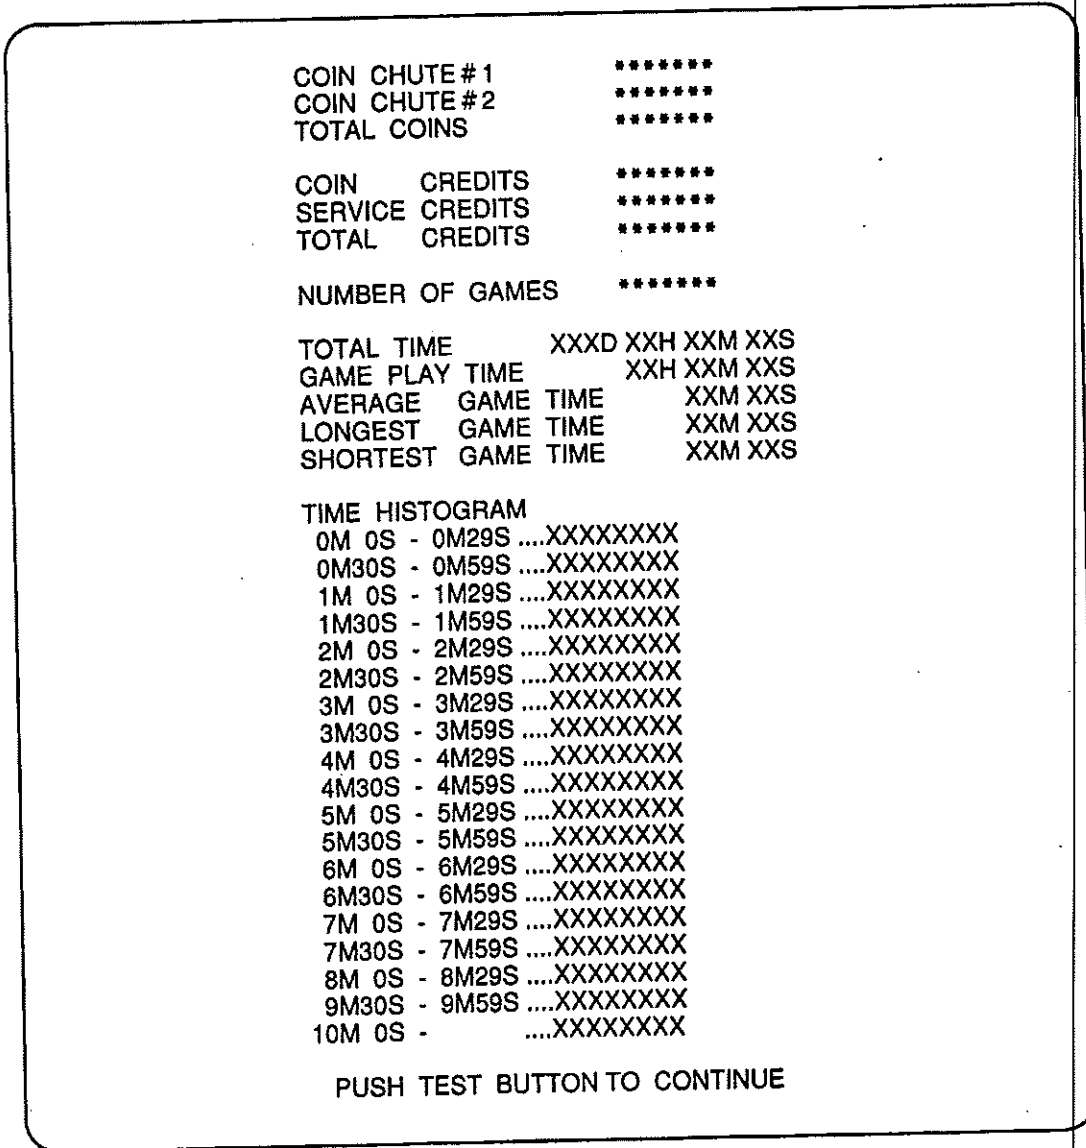 COIN CHUTE#1 *******
COIN CHUTE#2 *******
TOTAL COINS *******
COIN CREDITS *******
SERVICE CREDITS *******
TOTAL CREDITS *******
NUMBER OF GAMES *******
TOTAL TIME XXXD XXH XXM XXS
GAME PLAY TIME XXH XXM XXS
AVERAGE GAME TIME XXM XXS
LONGEST GAME TIME XXM XXS
SHORTEST GAME TIME XXM XXS
TIME HISTOGRAM
0M 0S - 0M29S ....XXXXXXXX
0M30S - 0M59S ....XXXXXXXX
1M 0S - 1M29S ....XXXXXXXX
1M30S - 1M59S ....XXXXXXXX
2M 0S - 2M29S ....XXXXXXXX
2M30S - 2M59S ....XXXXXXXX
3M 0S - 3M29S ....XXXXXXXX
3M30S - 3M59S ....XXXXXXXX
4M 0S - 4M29S ....XXXXXXXX
4M30S - 4M59S ....XXXXXXXX
5M 0S - 5M29S ....XXXXXXXX
5M30S - 5M59S ....XXXXXXXX
6M 0S - 6M29S ....XXXXXXXX
6M30S - 6M59S ....XXXXXXXX
7M 0S - 7M29S ....XXXXXXXX
7M30S - 7M59S ....XXXXXXXX
8M 0S - 8M29S ....XXXXXXXX
9M30S - 9M59S ....XXXXXXXX
10M 0S - ....XXXXXXXX
PUSH TEST BUTTON TO CONTINUE